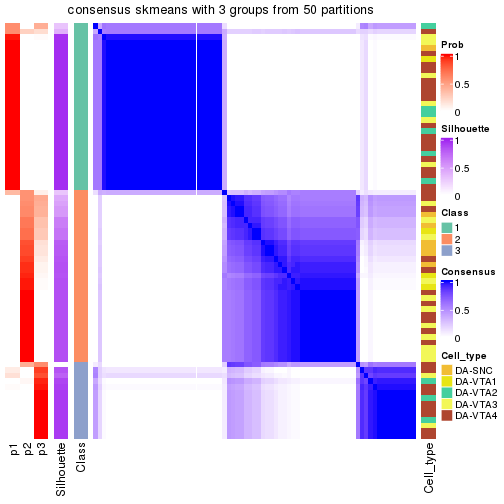 consensus skmeans with 3 groups from 50 partitions
Prob
1
0.5
0
Silhouette
1
0.5
0
Class
1
2
3
Consensus
1
0.5
0
Cell_type
DA-SNC
DA-VTA1
DA-VTA2
DA-VTA3
DA-VTA4
p1
p2
p3
Silhouette
Class
Cell_type